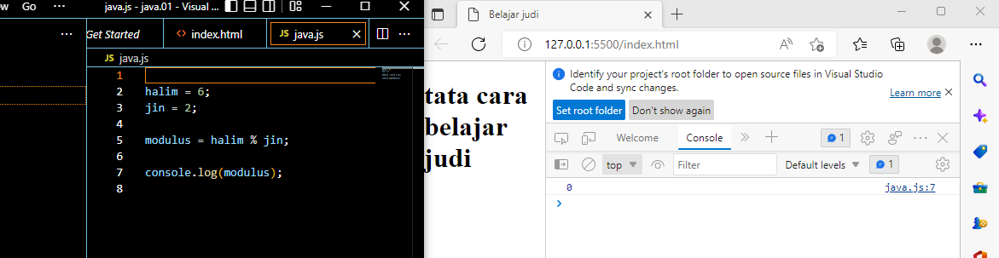 Go ··· java.js - java.01 - Visual ...
··· Get Started <> index.html JS java.js ···
JS java.js
1
2 halim = 6;
3 jin = 2;
4
5 modulus = halim % jin;
6
7 console.log(modulus);
8
Belajar judi
127.0.0.1:5500/index.html
tata cara
belajar
judi
Identify your project's root folder to open source files in Visual Studio
Code and sync changes.
Learn more
Set root folder Don't show again
Welcome Console 1
top Filter Default levels 1
0 java.js:7